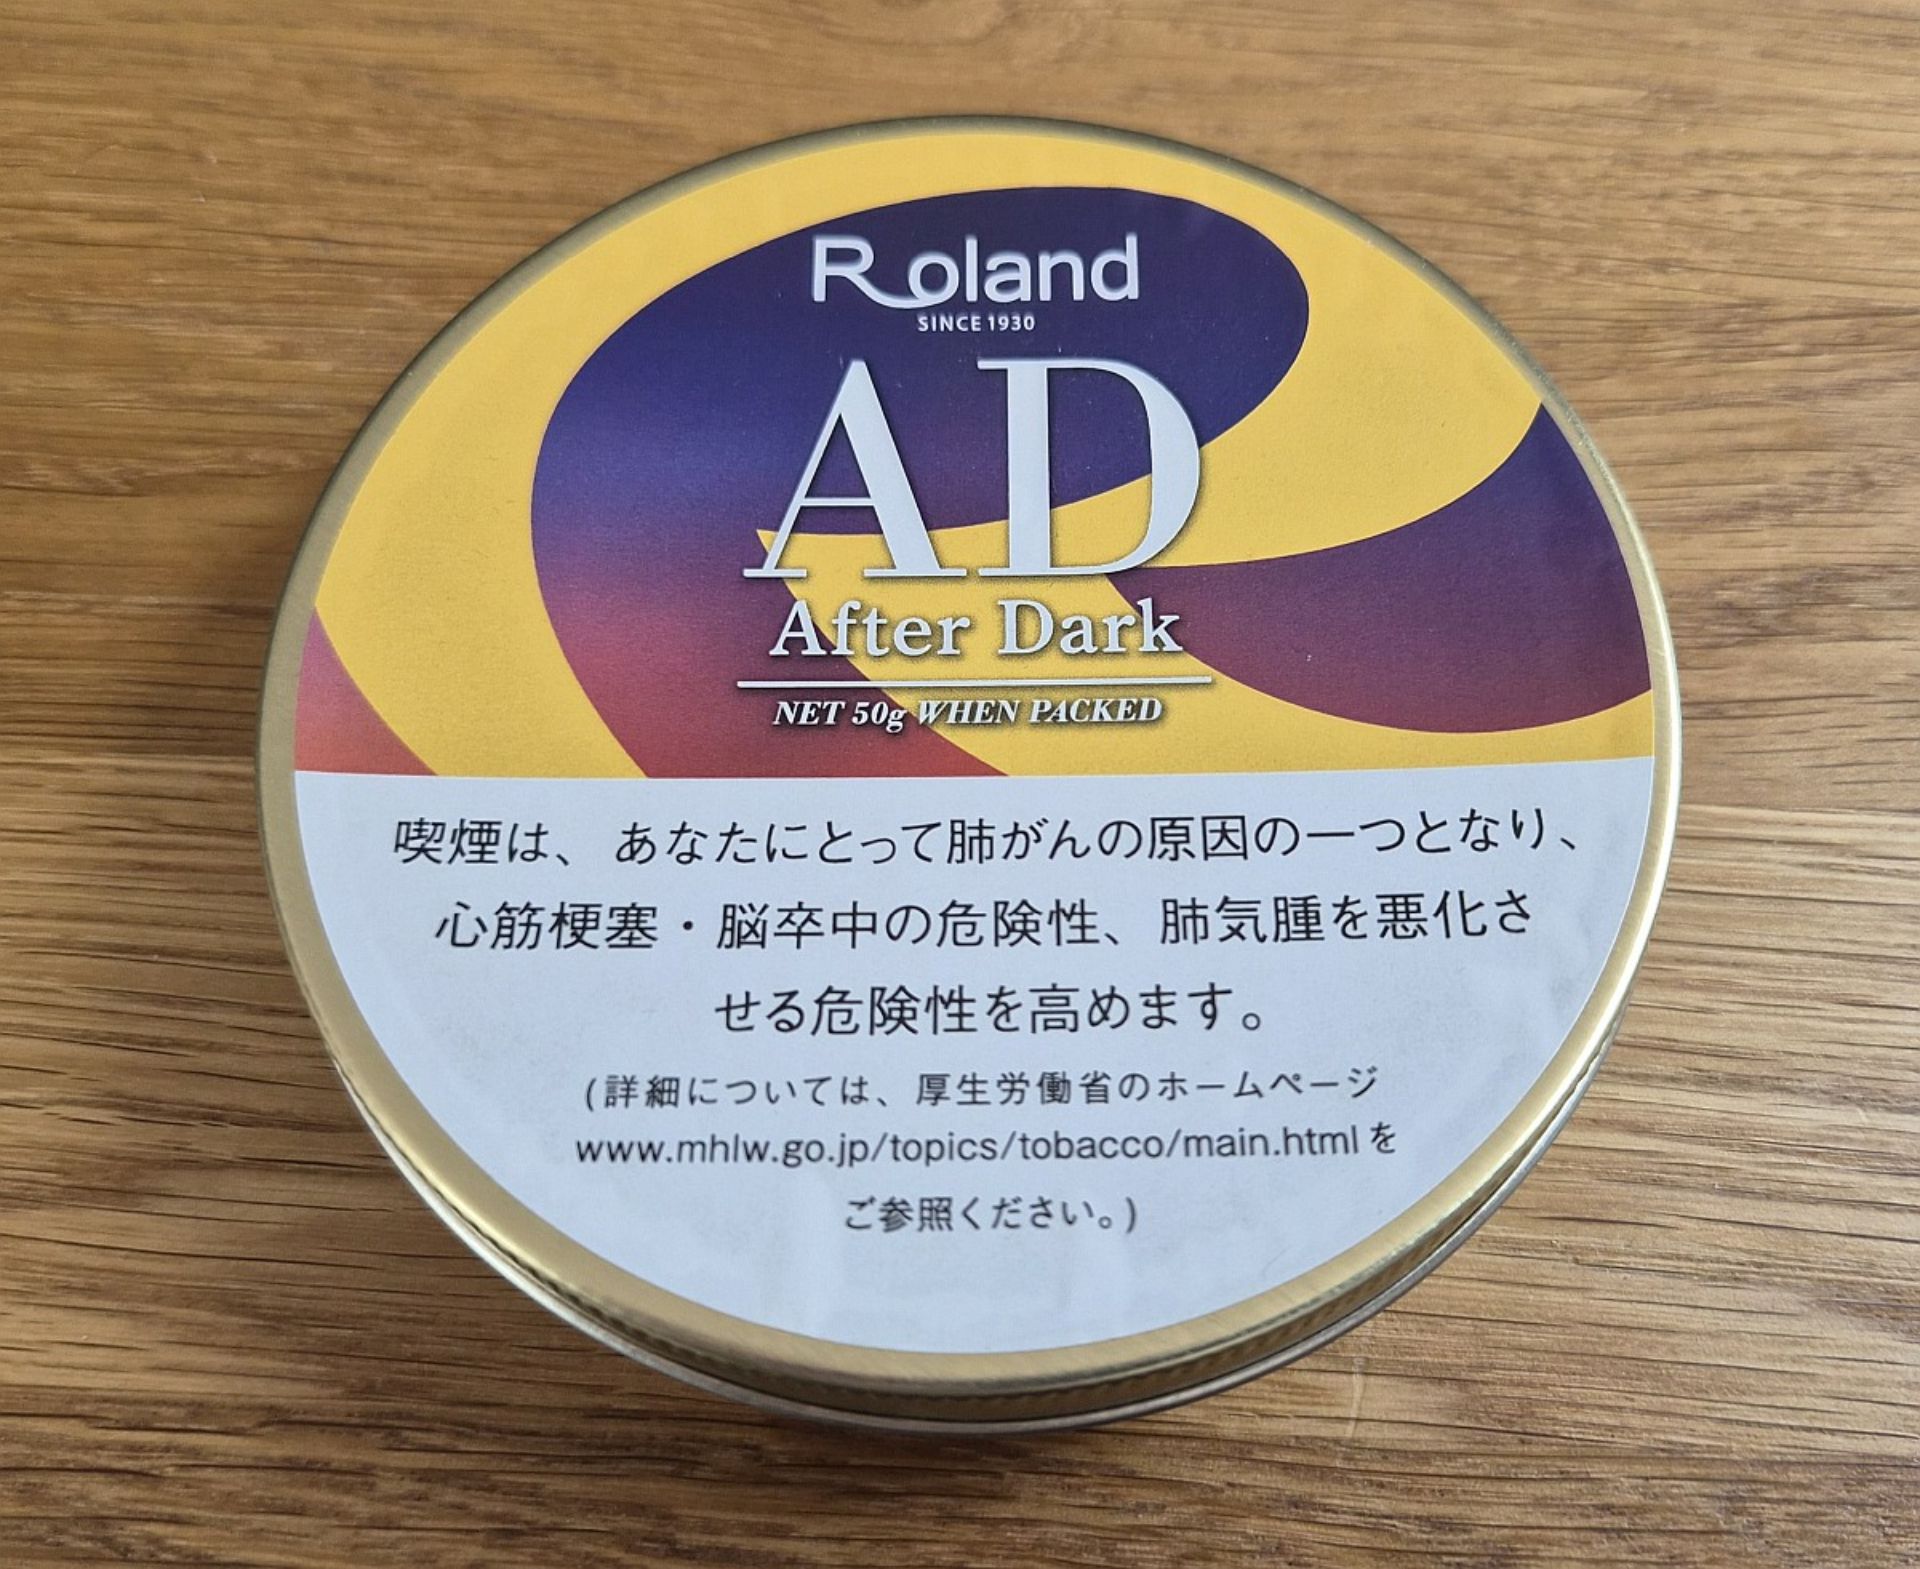 Roland
SINCE 1930
AD
After Dark
NET 50g WHEN PACKED
喫煙は、あなたにとって肺がんの原因の一つとなり、
心筋梗塞・脳卒中の危険性、肺気腫を悪化さ
せる危険性を高めます。
(詳細については、厚生労働省のホームページ
www.mhlw.go.jp/topics/tobacco/main.htmlを
ご参照ください。)